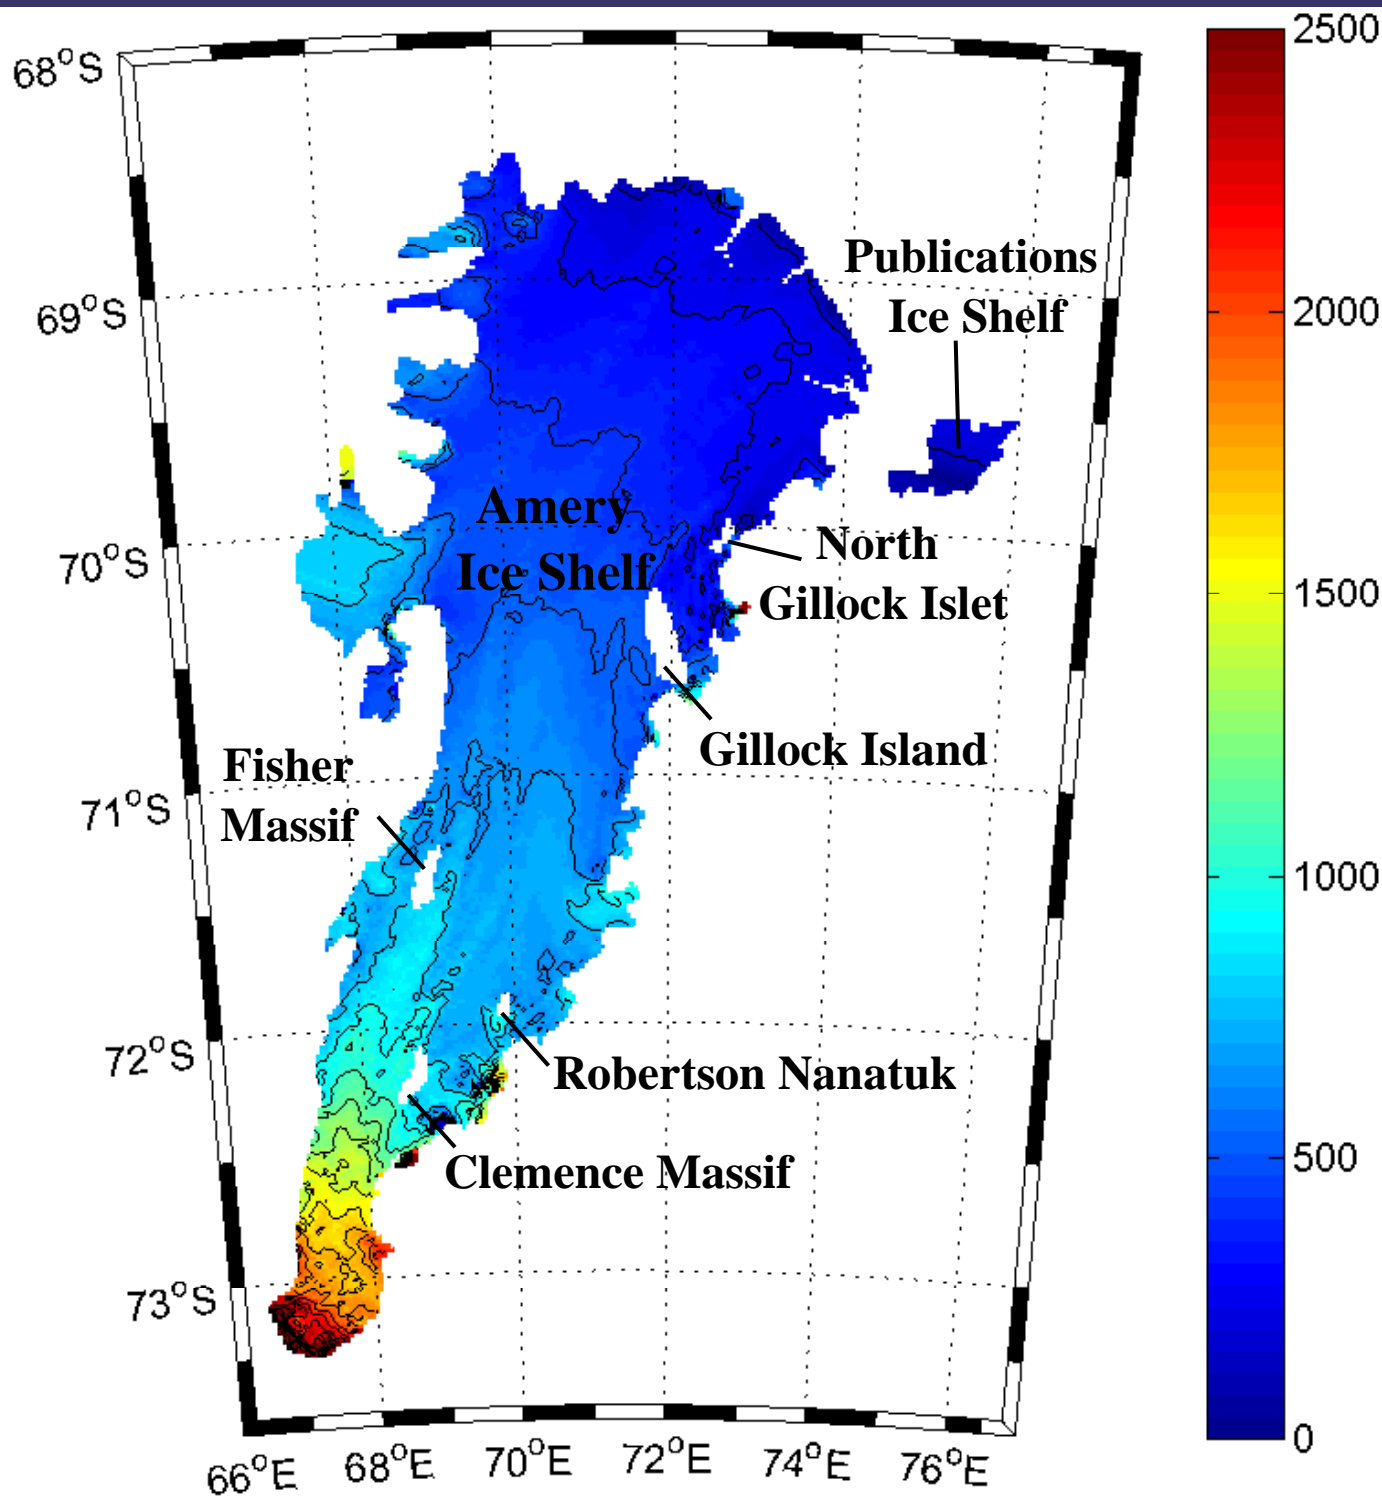 68°S
2500
Publications
Ice Shelf
69°S
2000
Amery
Ice Shelf
North
Gillock Islet
70°S
1500
Gillock Island
Fisher
Massif
71°S
1000
Robertson Nanatuk
72°S
Clemence Massif
500
73°S
0
66°E
68°E
70°E
72°E
74°E
76°E